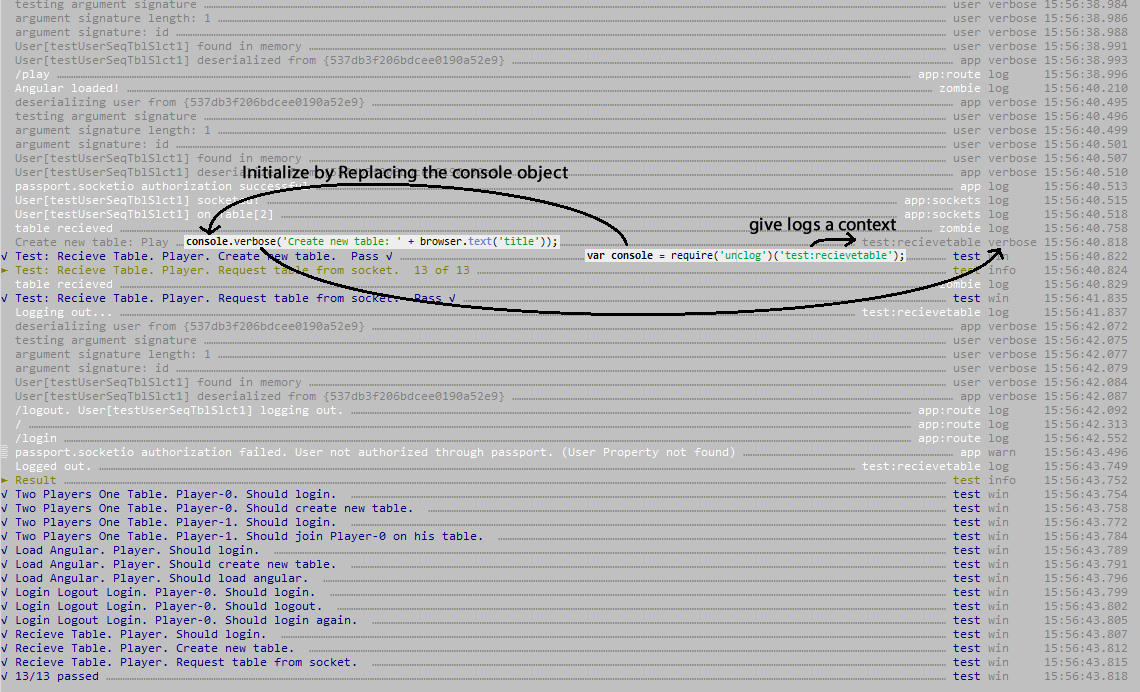 testing argument signature user verbose 15:56:38.984
argument signature length: 1 user verbose 15:56:38.986
argument signature: id user verbose 15:56:38.988
User[testUserSeqTblSlct1] found in memory user verbose 15:56:38.991
User[testUserSeqTblSlct1] deserialized from {537db3f206bdcee0190a52e9} app verbose 15:56:38.993
/play app:route log 15:56:38.996
Angular loaded! zombie log 15:56:40.210
deserializing user from {537db3f206bdcee0190a52e9} app verbose 15:56:40.495
testing argument signature user verbose 15:56:40.496
argument signature length: 1 user verbose 15:56:40.499
argument signature: id user verbose 15:56:40.501
User[testUserSeqTblSlct1] found in memory user verbose 15:56:40.507
Initialize by Replacing the console object
User[testUserSeqTblSlct1] {537db3f206bdcee0190a52e9} app verbose 15:56:40.510
passport.socketio authorization app log 15:56:40.513
User[testUserSeqTblSlct1] app:sockets log 15:56:40.515
User[testUserSeqTblSlct1] app:sockets log 15:56:40.518
give logs a context
table recieved zombie log 15:56:40.758
Create new table: Play console.verbose('Create new table: ' + browser.text('title')); test:recievetable verbose 15:56:40.818
√ Test: Recieve Table. Player. Create new table. Pass √ var console = require('unclog')('test:recievetable'); test 15:56:40.822
► Test: Recieve Table. Player. Request table from socket. 13 of 13 test info 15:56:40.824
table recieved zombie log 15:56:40.829
√ Test: Recieve Table. Player. Request table from socket. Pass √ test win 15:56:41.835
Logging out... test:recievetable log 15:56:41.837
deserializing user from {537db3f206bdcee0190a52e9} app verbose 15:56:42.072
testing argument signature user verbose 15:56:42.075
argument signature length: 1 user verbose 15:56:42.077
argument signature: id user verbose 15:56:42.079
User[testUserSeqTblSlct1] found in memory user verbose 15:56:42.084
User[testUserSeqTblSlct1] deserialized from {537db3f206bdcee0190a52e9} app verbose 15:56:42.087
/logout. User[testUserSeqTblSlct1] logging out. app:route log 15:56:42.092
/ app:route log 15:56:42.313
/login app:route log 15:56:42.552
passport.socketio authorization failed. User not authorized through passport. (User Property not found) app warn 15:56:43.496
Logged out. test:recievetable log 15:56:43.749
► Result test info 15:56:43.752
√ Two Players One Table. Player-0. Should login. test win 15:56:43.754
√ Two Players One Table. Player-0. Should create new table. test win 15:56:43.758
√ Two Players One Table. Player-1. Should login. test win 15:56:43.772
√ Two Players One Table. Player-1. Should join Player-0 on his table. test win 15:56:43.784
√ Load Angular. Player. Should login. test win 15:56:43.789
√ Load Angular. Player. Should create new table. test win 15:56:43.791
√ Load Angular. Player. Should load angular. test win 15:56:43.796
√ Login Logout Login. Player-0. Should login. test win 15:56:43.799
√ Login Logout Login. Player-0. Should logout. test win 15:56:43.802
√ Login Logout Login. Player-0. Should login again. test win 15:56:43.805
√ Recieve Table. Player. Should login. test win 15:56:43.807
√ Recieve Table. Player. Create new table. test win 15:56:43.812
√ Recieve Table. Player. Request table from socket. test win 15:56:43.815
√ 13/13 passed test win 15:56:43.818